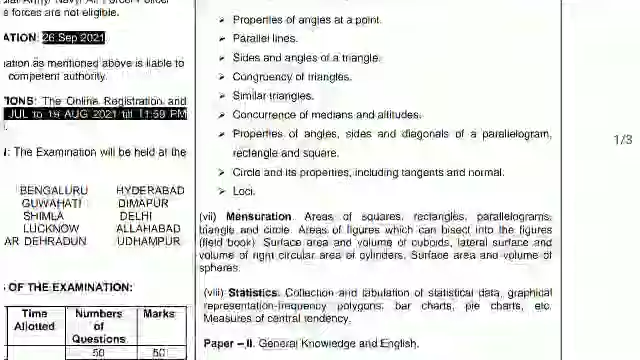 s forces are not eligible.
ATION: 26 Sep 2021
ation as mentioned above is liable to
competent authority.
TIONS: The Online Registration and
JUL to 19 AUG 2021 till 11:59 PM
: The Examination will be held at the
BENGALURU HYDERABAD
GUWAHATI DIMAPUR
SHIMLA DELHI
LUCKNOW ALLAHABAD
AR DEHRADUN UDHAMPUR
OF THE EXAMINATION:
Time Numbers Marks
Allotted of
Questions
50 50
➢ Properties of angles at a point.
➢ Parallel lines.
➢ Sides and angles of a triangle.
➢ Congruency of triangles.
➢ Similar triangles.
➢ Concurrence of medians and altitudes.
➢ Properties of angles, sides and diagonals of a parallelogram,
rectangle and square.
➢ Circle and its properties, including tangents and normal.
➢ Loci.
(vii) Mensuration. Areas of squares, rectangles, parallelograms,
triangle and circle. Areas of figures which can bisect into the figures
(field book). Surface area and volume of cuboids, lateral surface and
volume of right circular area of cylinders. Surface area and volume of
spheres.
(viii) Statistics. Collection and tabulation of statistical data, graphical
representation-frequency polygons; bar charts, pie charts, etc.
Measures of central tendency.
Paper – II. General Knowledge and English.
1/3